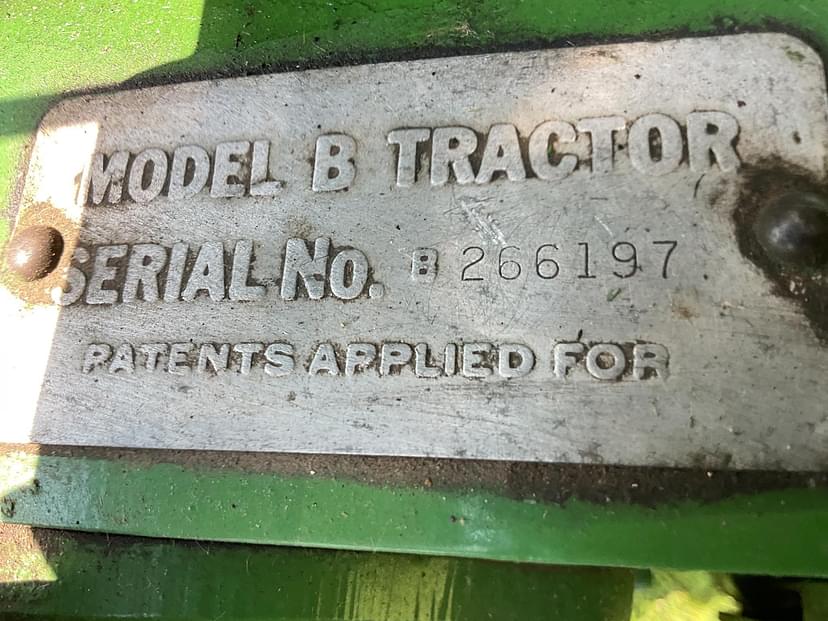 MODEL B TRACTOR
SERIAL No. B 266197
PATENTS APPLIED FOR